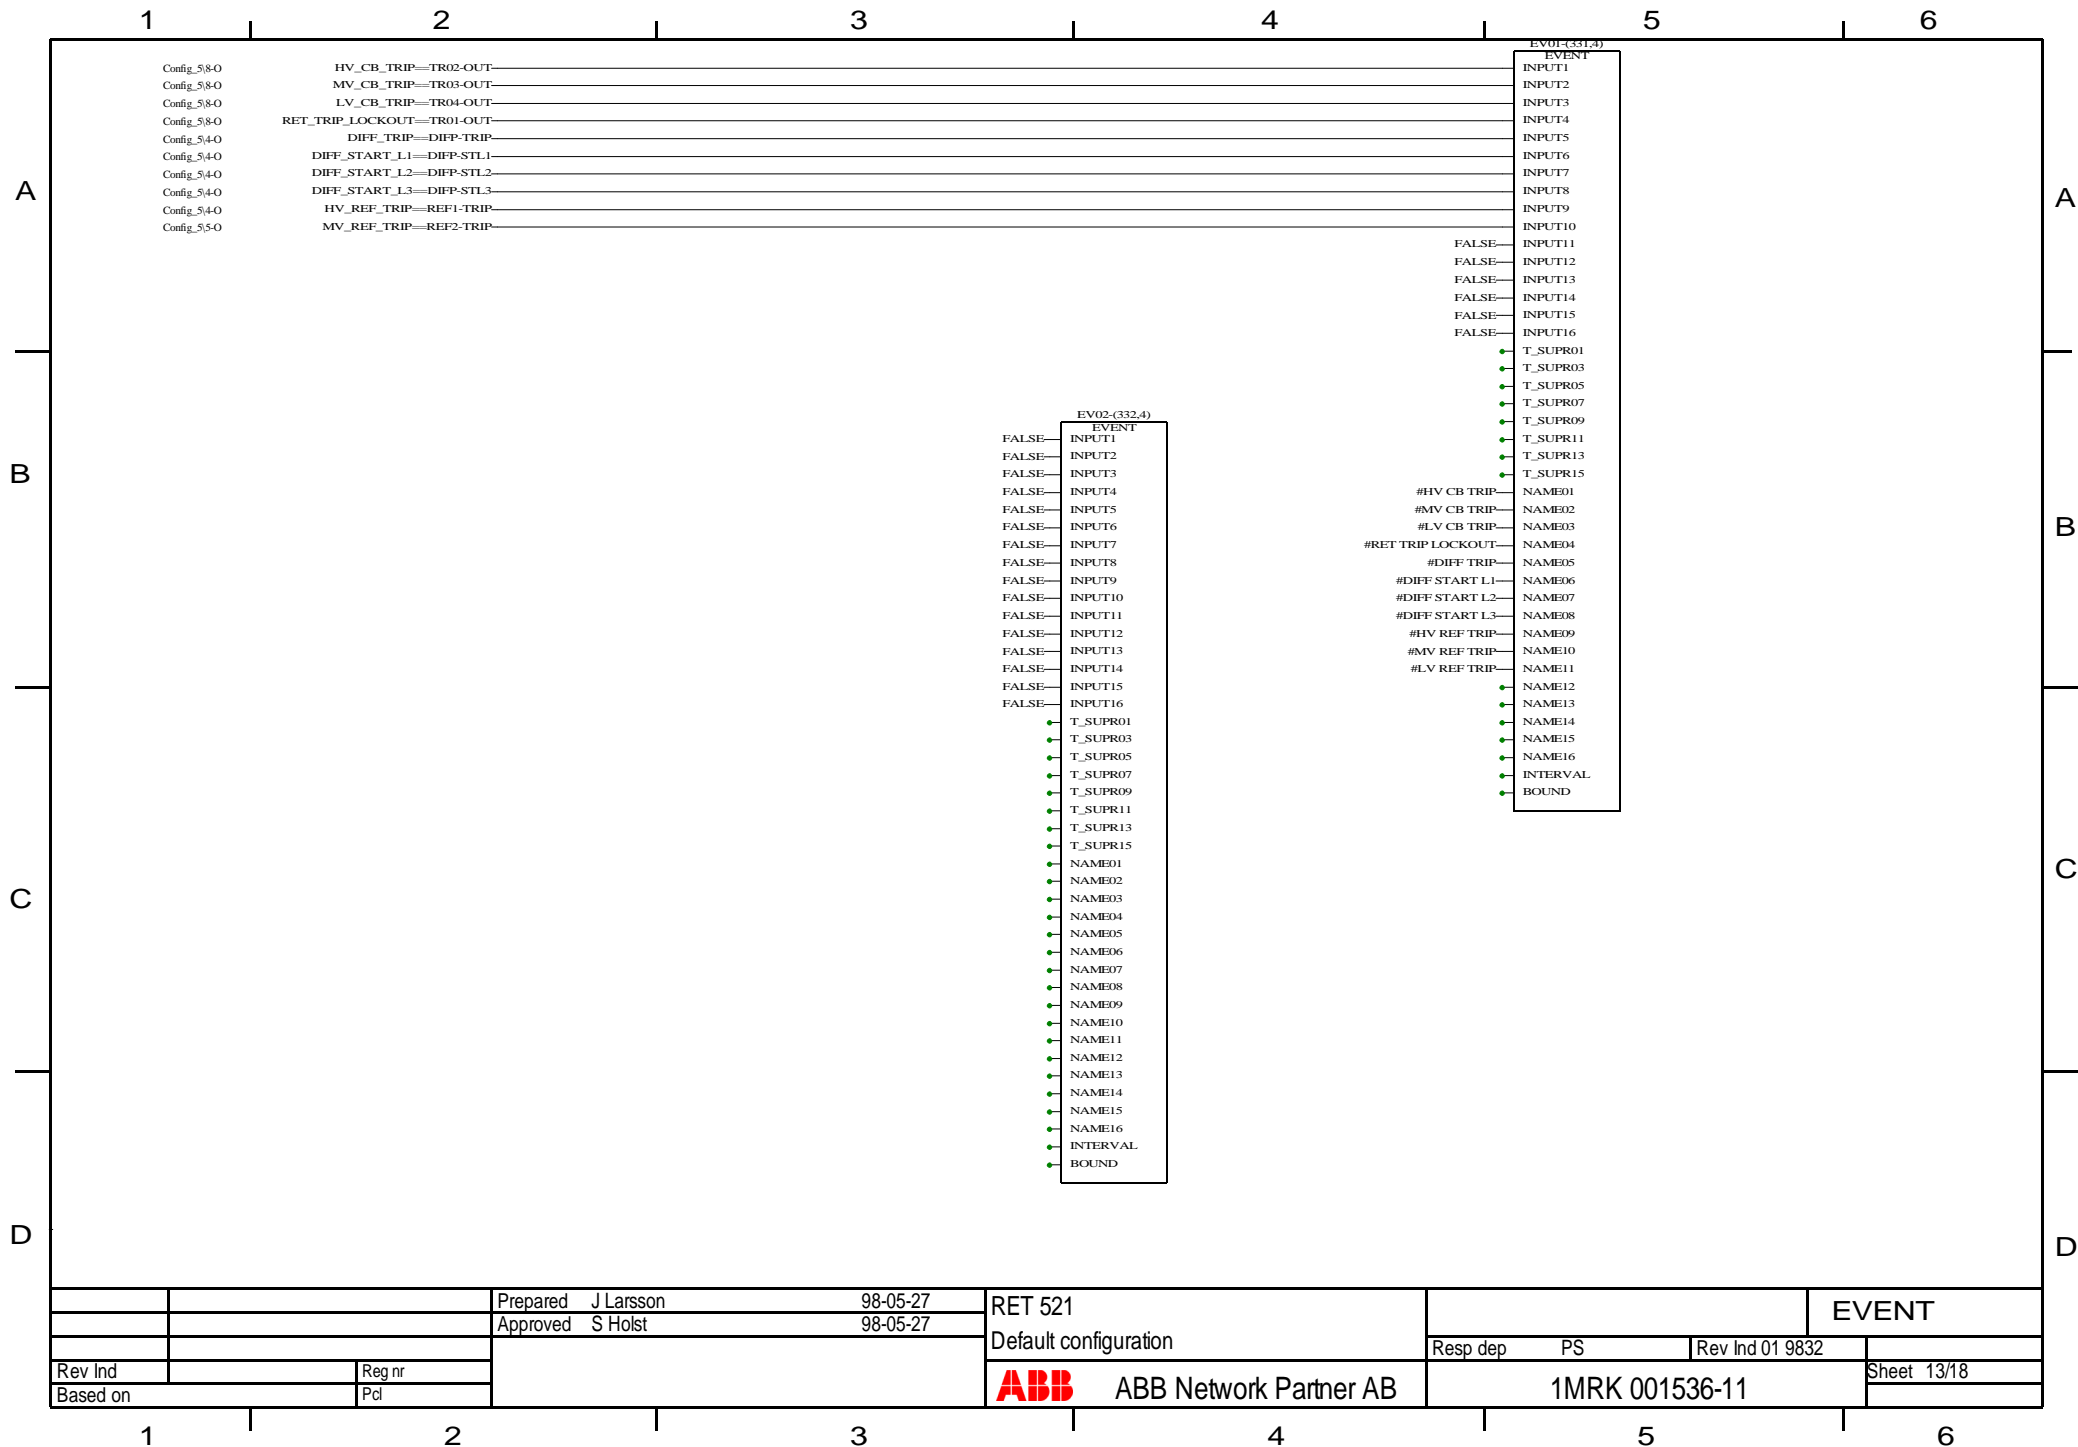 1 2 3 4 5 6
EV01-(331,4)
EVENT
Config_5\8-O HV_CB_TRIP==TR02-OUT INPUT1
Config_5\8-O MV_CB_TRIP==TR03-OUT INPUT2
Config_5\8-O LV_CB_TRIP==TR04-OUT INPUT3
Config_5\8-O RET_TRIP_LOCKOUT==TR01-OUT INPUT4
Config_5\4-O DIFF_TRIP==DIFP-TRIP INPUT5
Config_5\4-O DIFF_START_L1==DIFP-STL1 INPUT6
Config_5\4-O DIFF_START_L2==DIFP-STL2 INPUT7
Config_5\4-O DIFF_START_L3==DIFP-STL3 INPUT8
A A
Config_5\4-O HV_REF_TRIP==REF1-TRIP INPUT9
Config_5\5-O MV_REF_TRIP==REF2-TRIP INPUT10
FALSE INPUT11
FALSE INPUT12
FALSE INPUT13
FALSE INPUT14
FALSE INPUT15
FALSE INPUT16
T_SUPR01
T_SUPR03
T_SUPR05
T_SUPR07
T_SUPR09
T_SUPR11
T_SUPR13
T_SUPR15
#HV CB TRIP NAME01
#MV CB TRIP NAME02
#LV CB TRIP NAME03
#RET TRIP LOCKOUT NAME04
#DIFF TRIP NAME05
#DIFF START L1 NAME06
#DIFF START L2 NAME07
#DIFF START L3 NAME08
#HV REF TRIP NAME09
#MV REF TRIP NAME10
#LV REF TRIP NAME11
NAME12
NAME13
NAME14
NAME15
NAME16
INTERVAL
BOUND
B B
EV02-(332,4)
EVENT
FALSE INPUT1
FALSE INPUT2
FALSE INPUT3
FALSE INPUT4
FALSE INPUT5
FALSE INPUT6
FALSE INPUT7
FALSE INPUT8
FALSE INPUT9
FALSE INPUT10
FALSE INPUT11
FALSE INPUT12
FALSE INPUT13
FALSE INPUT14
FALSE INPUT15
FALSE INPUT16
T_SUPR01
T_SUPR03
T_SUPR05
T_SUPR07
T_SUPR09
T_SUPR11
T_SUPR13
T_SUPR15
NAME01
NAME02
NAME03
NAME04
NAME05
NAME06
NAME07
NAME08
NAME09
NAME10
NAME11
NAME12
NAME13
NAME14
NAME15
NAME16
INTERVAL
BOUND
C C
D D
Prepared J Larsson 98-05-27
Approved S Holst 98-05-27
Rev Ind Reg nr
Based on Pcl
RET 521
Default configuration
ABB ABB Network Partner AB
EVENT
Resp dep PS Rev Ind 01 9832
1MRK 001536-11
Sheet 13/18
1 2 3 4 5 6